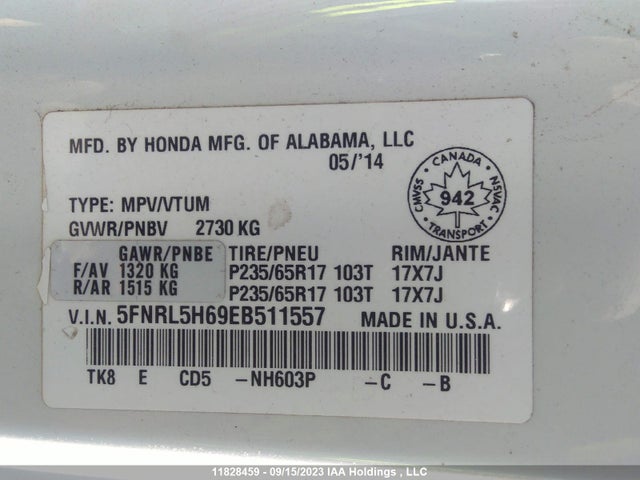 MFD. BY HONDA MFG. OF ALABAMA, LLC
05/'14
CANADA
CMVSS 942 NSVAC
TRANSPORT
TYPE: MPV/VTUM
GVWR/PNBV 2730 KG
GAWR/PNBE TIRE/PNEU RIM/JANTE
F/AV 1320 KG P235/65R17 103T 17X7J
R/AR 1515 KG P235/65R17 103T 17X7J
V.I.N. 5FNRL5H69EB511557 MADE IN U.S.A.
TK8 E CD5 -NH603P -C -B
11828459 - 09/15/2023 IAA Holdings , LLC